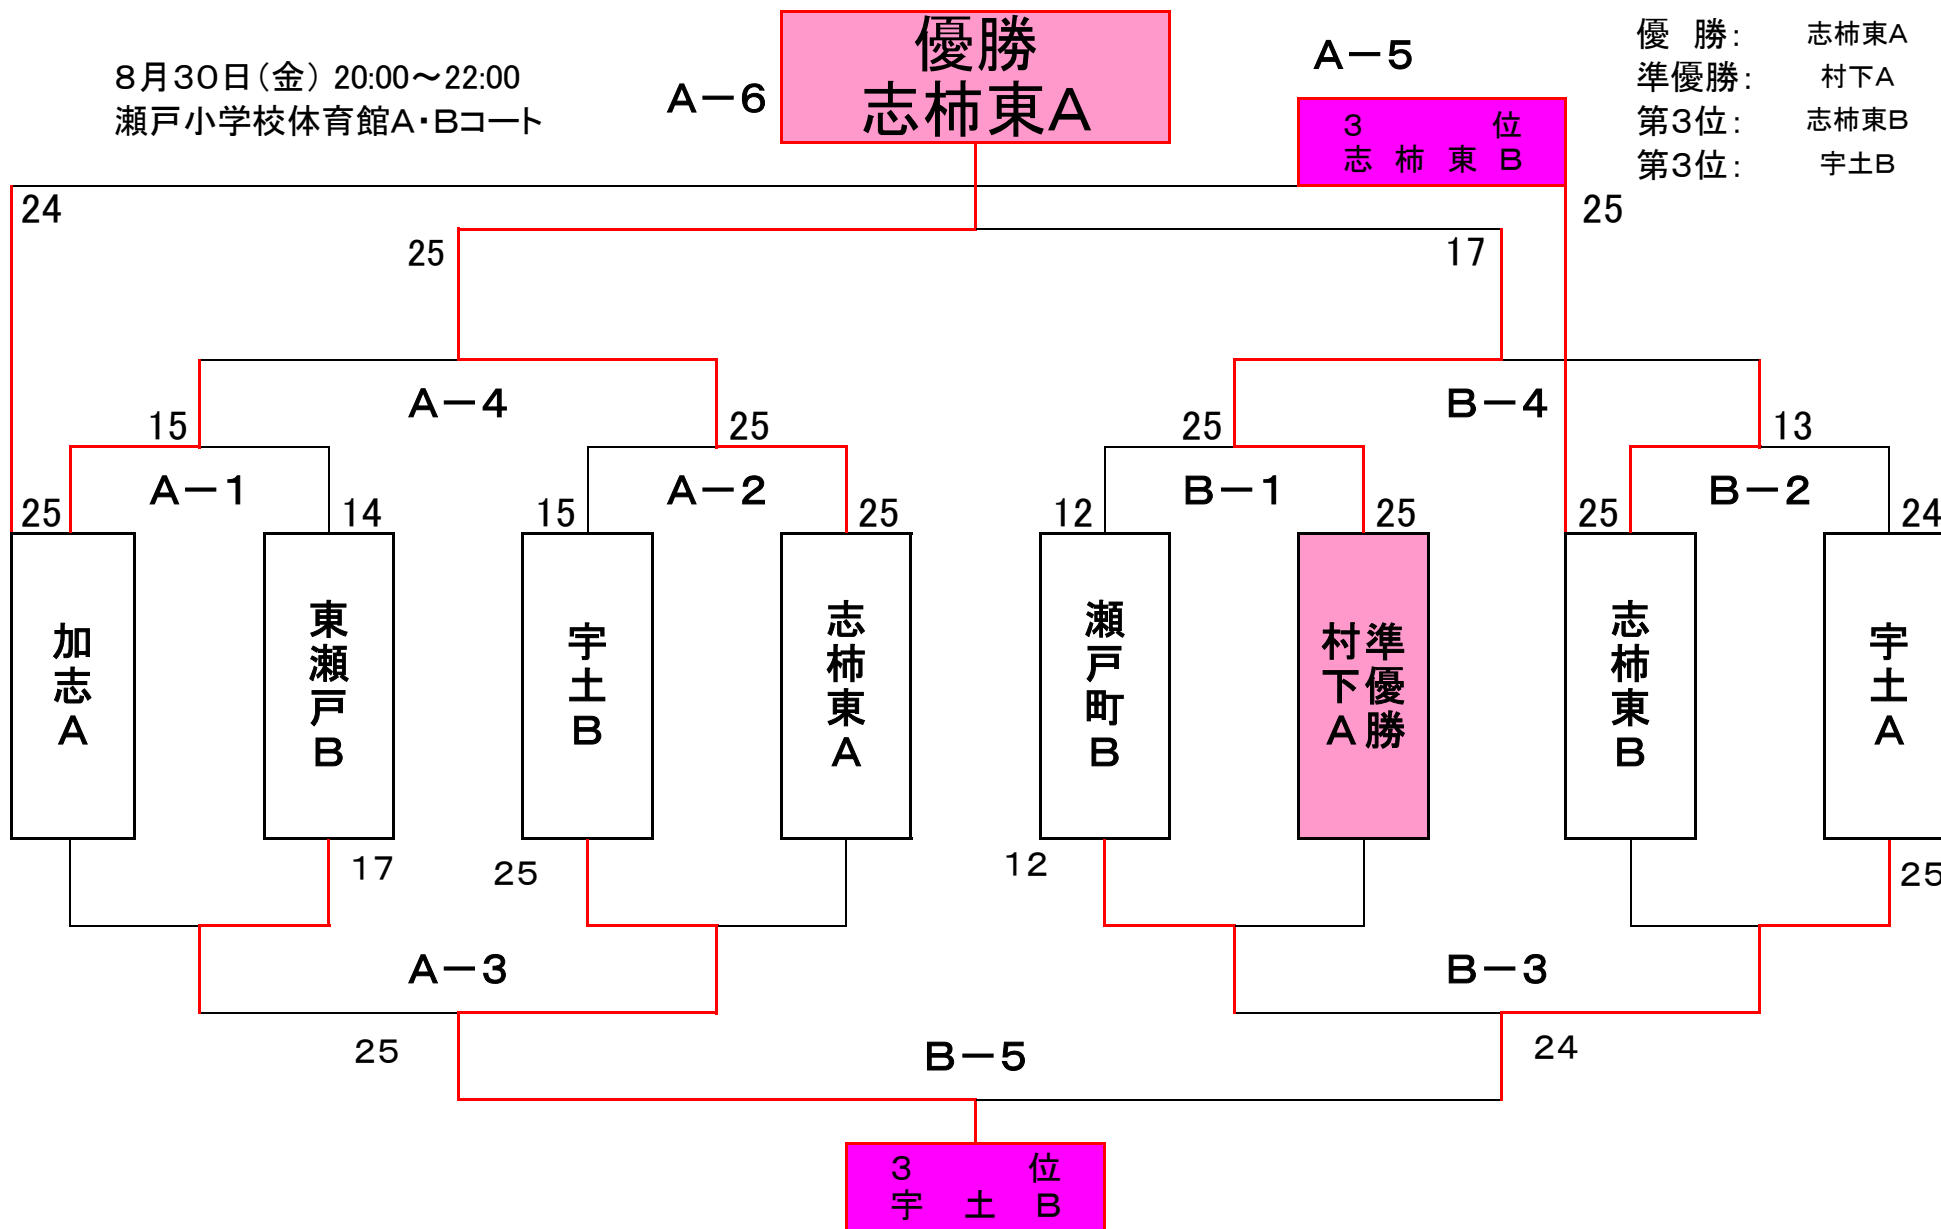 8月30日(金) 20:00～22:00
瀬戸小学校体育館A・Bコート
A－6
優勝
志柿東A
A－5
3 位
志柿東B
優 勝: 志柿東A
準優勝: 村下A
第3位: 志柿東B
第3位: 宇土B
24
25
25
17
A－4
B－4
15
25
25
13
A－1
A－2
B－1
B－2
25
14
15
25
12
25
25
24
加志A
東瀬戸B
宇土B
志柿東A
瀬戸町B
準優勝
村下A
志柿東B
宇土A
17
25
12
25
A－3
B－3
25
B－5
24
3 位
宇土B